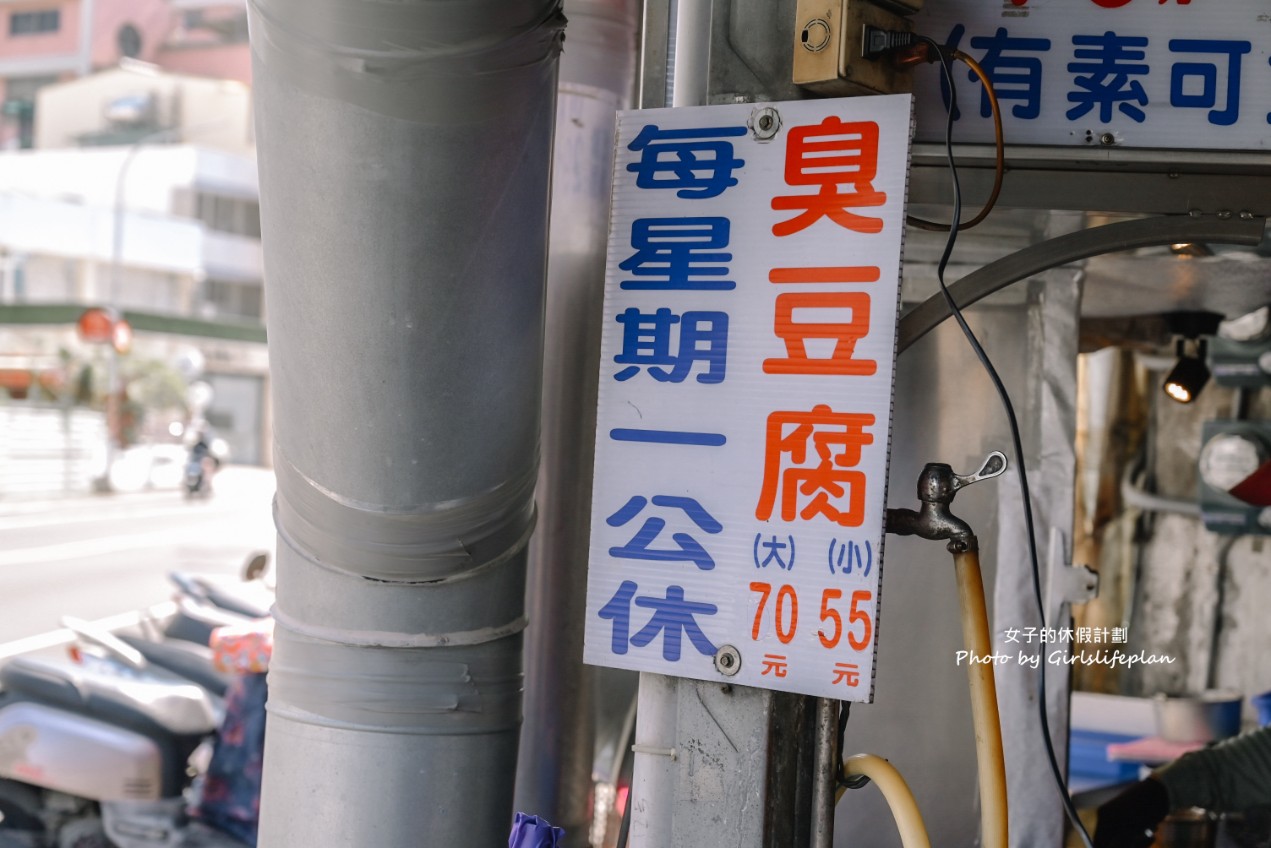 有素可
臭豆腐
(大) (小)
70 55
元 元
每星期一公休
女子的休假計劃
Photo by Girlslifeplan